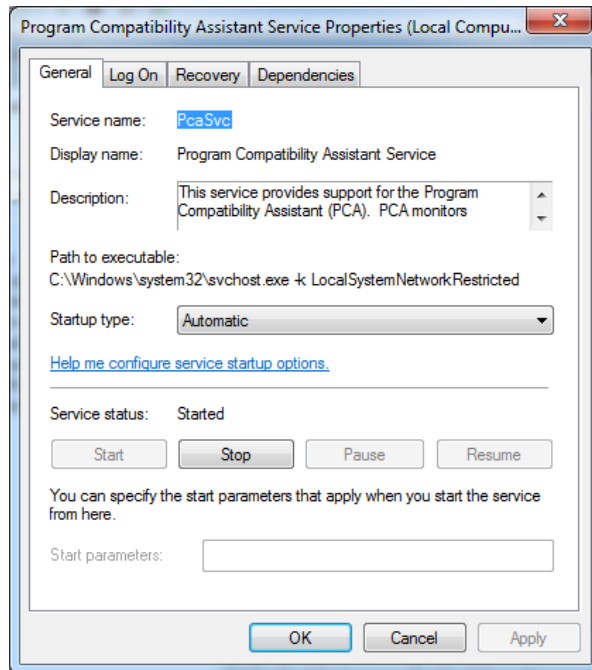 Program Compatibility Assistant Service Properties (Local Compu...
General Log On Recovery Dependencies
Service name: PcaSvc
Display name: Program Compatibility Assistant Service
Description: This service provides support for the Program
Compatibility Assistant (PCA). PCA monitors
Path to executable:
C:\Windows\system32\svchost.exe -k LocalSystemNetworkRestricted
Startup type: Automatic
Help me configure service startup options.
Service status: Started
Start Stop Pause Resume
You can specify the start parameters that apply when you start the service
from here.
Start parameters:
OK Cancel Apply